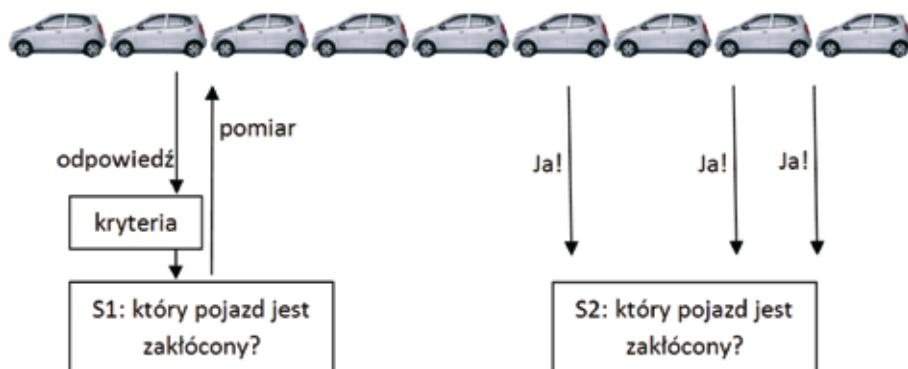 pomiar
odpowiedź
Ja!
Ja!
Ja!
kryteria
S1: który pojazd jest
zakłócony?
S2: który pojazd jest
zakłócony?